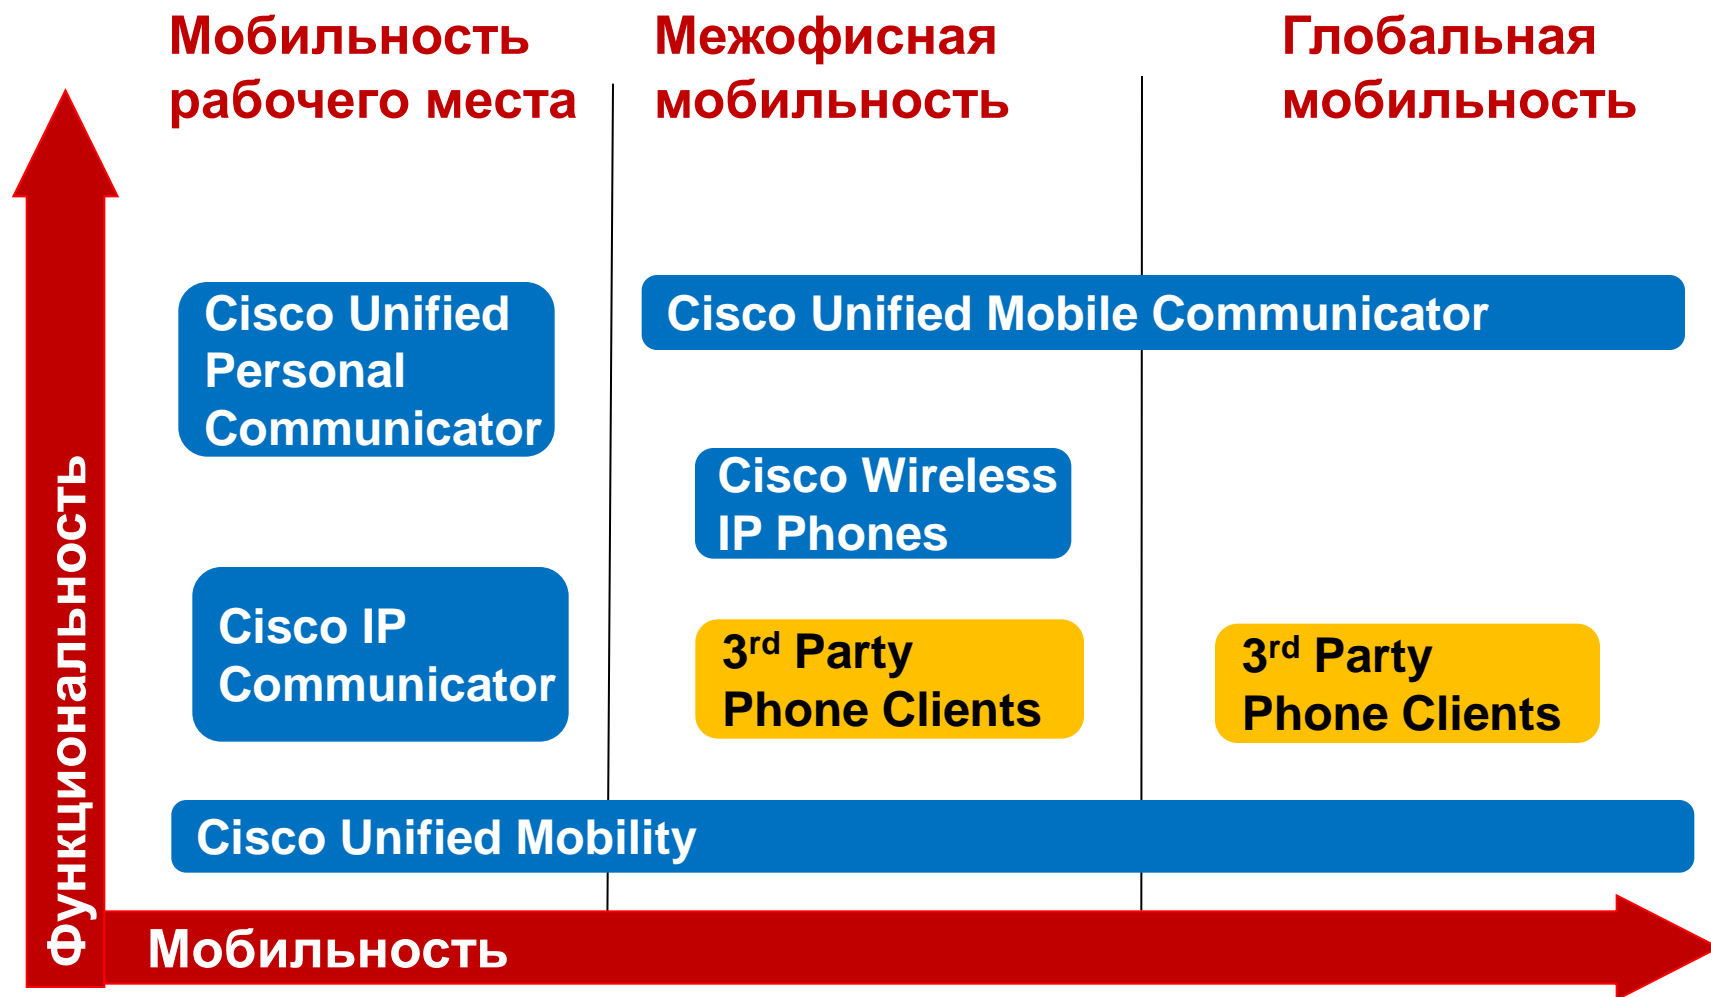 Мобильность
рабочего места
Межофисная
мобильность
Глобальная
мобильность
Cisco Unified
Personal
Communicator
Cisco Unified Mobile Communicator
Cisco Wireless
IP Phones
Cisco IP
Communicator
3rd Party
Phone Clients
3rd Party
Phone Clients
Cisco Unified Mobility
Функциональность
Мобильность